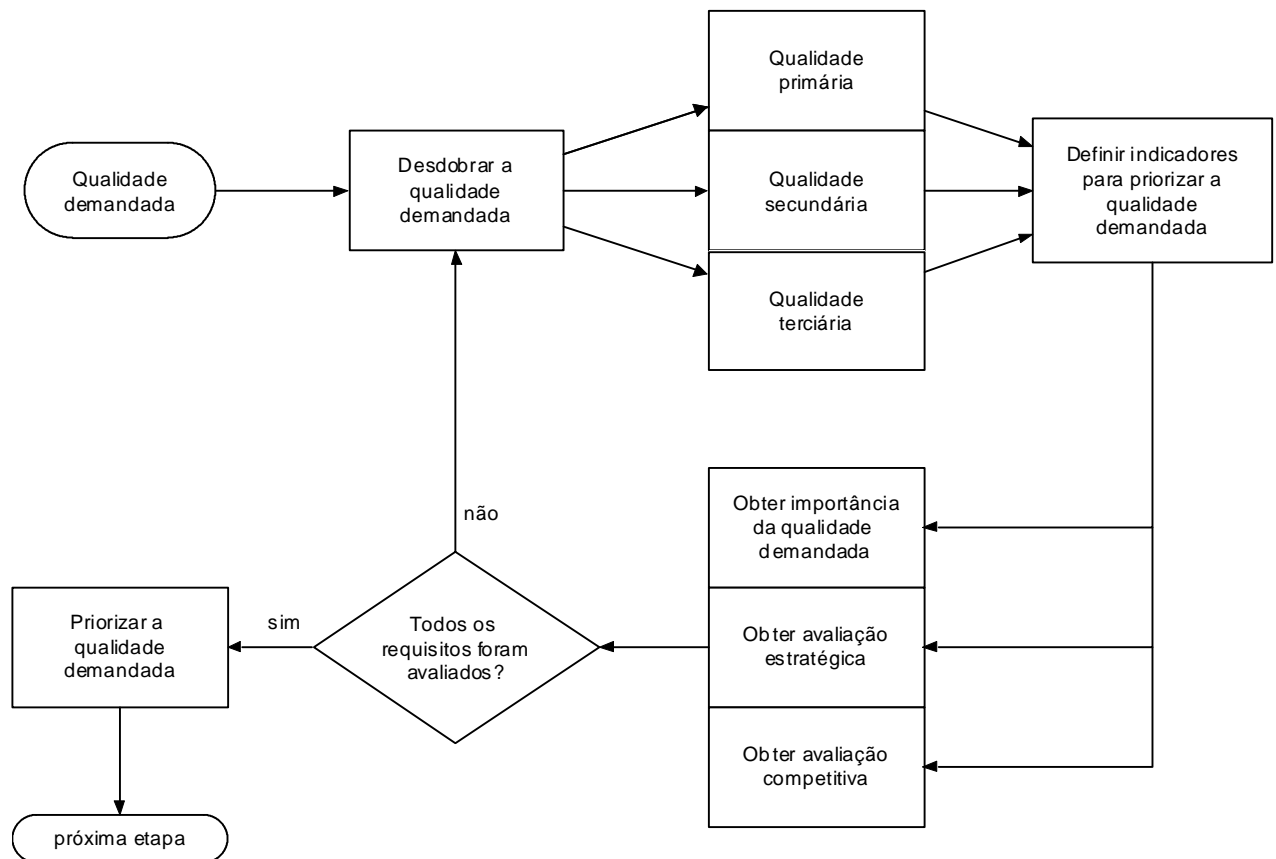 Qualidade
demandada
Desdobrar a
qualidade
demandada
Qualidade
primária
Qualidade
secundária
Qualidade
terciária
Definir indicadores
para priorizar a
qualidade
demandada
Obter importância
da qualidade
demandada
Obter avaliação
estratégica
Obter avaliação
competitiva
Todos os
requisitos foram
avaliados?
não
sim
Priorizar a
qualidade
demandada
próxima etapa